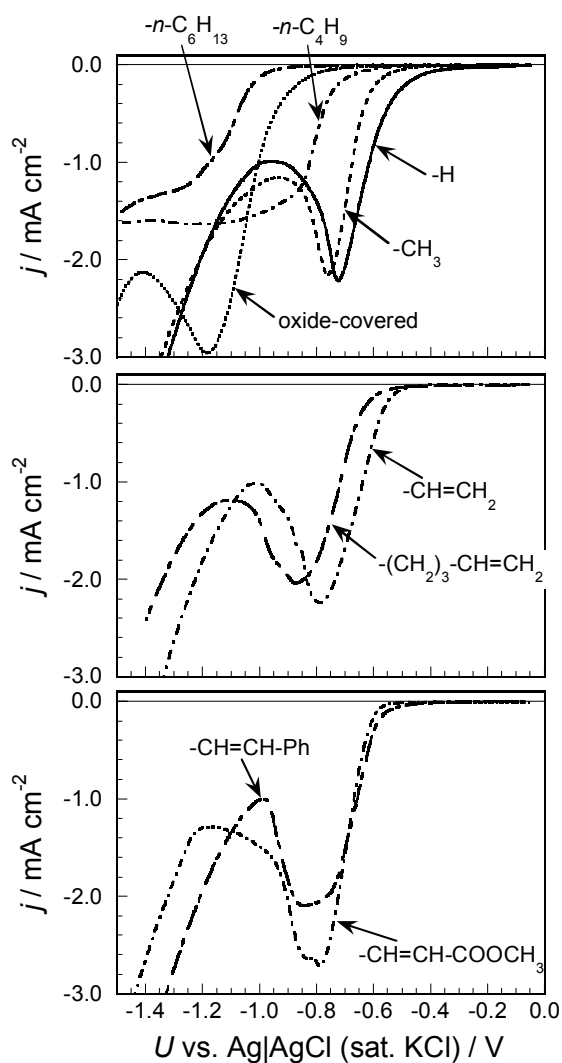 -n-C₆H₁₃
-n-C₄H₉
0.0
-1.0
-2.0
-3.0
j / mA cm⁻²
-H
-CH₃
oxide-covered
0.0
-1.0
-2.0
-3.0
j / mA cm⁻²
-CH=CH₂
-(CH₂)₃-CH=CH₂
0.0
-1.0
-2.0
-3.0
j / mA cm⁻²
-CH=CH-Ph
-CH=CH-COOCH₃
-1.4 -1.2 -1.0 -0.8 -0.6 -0.4 -0.2 0.0
U vs. Ag|AgCl (sat. KCl) / V